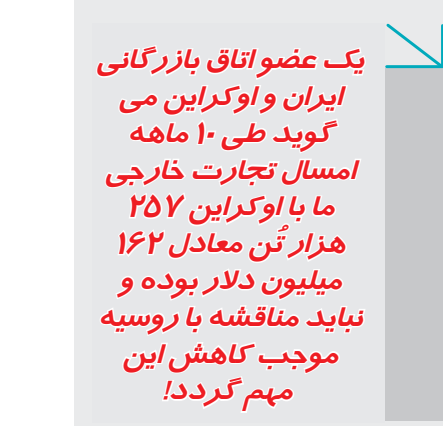 یک عضو اتاق بازرگانی
ایران و اوکراین می
گوید طی ۱۰ ماهه
امسال تجارت خارجی
ما با اوکراین ۲۵۷
هزار تُن معادل ۱۶۲
میلیون دلار بوده و
نباید مناقشه با روسیه
موجب کاهش این
مهم گردد!